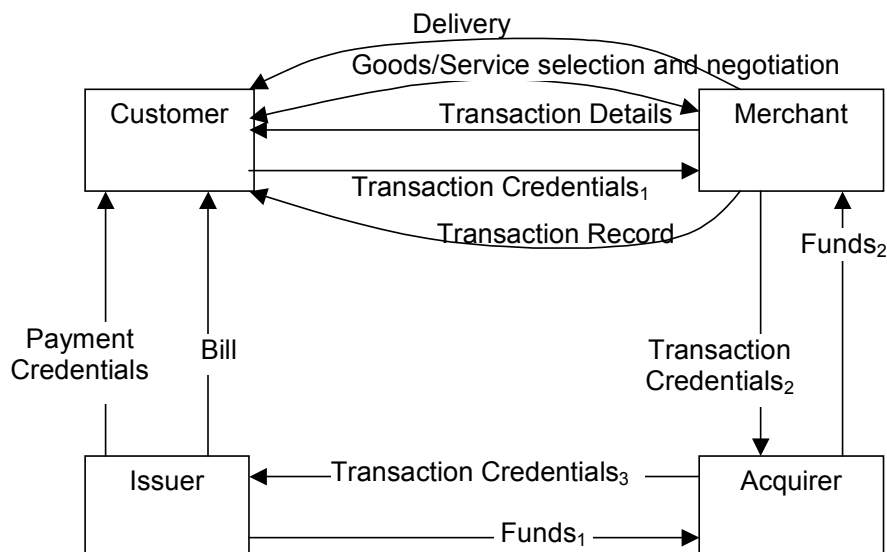 Delivery
Goods/Service selection and negotiation
Customer
Transaction Details
Merchant
Transaction Credentials₁
Transaction Record
Funds₂
Payment
Credentials
Bill
Transaction
Credentials₂
Issuer
Transaction Credentials₃
Acquirer
Funds₁